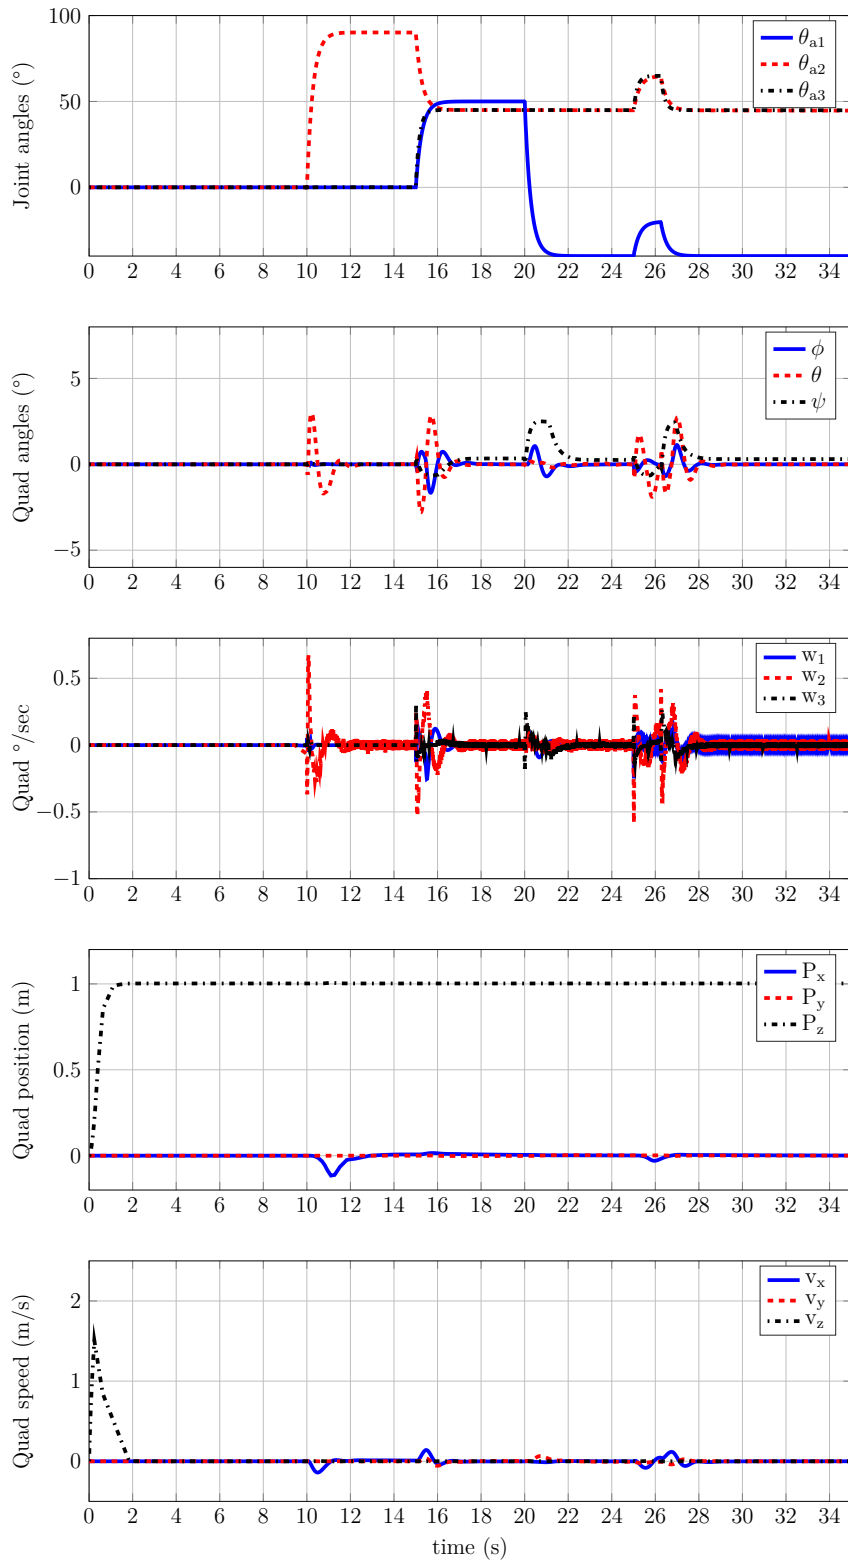 100
50
0
Joint angles (°)
θa1
θa2
θa3
0 2 4 6 8 10 12 14 16 18 20 22 24 26 28 30 32 34
5
0
−5
Quad angles (°)
ϕ
θ
ψ
0 2 4 6 8 10 12 14 16 18 20 22 24 26 28 30 32 34
0.5
0
−0.5
−1
Quad °/sec
w1
w2
w3
0 2 4 6 8 10 12 14 16 18 20 22 24 26 28 30 32 34
1
0.5
0
Quad position (m)
Px
Py
Pz
0 2 4 6 8 10 12 14 16 18 20 22 24 26 28 30 32 34
2
1
0
Quad speed (m/s)
vx
vy
vz
0 2 4 6 8 10 12 14 16 18 20 22 24 26 28 30 32 34
time (s)